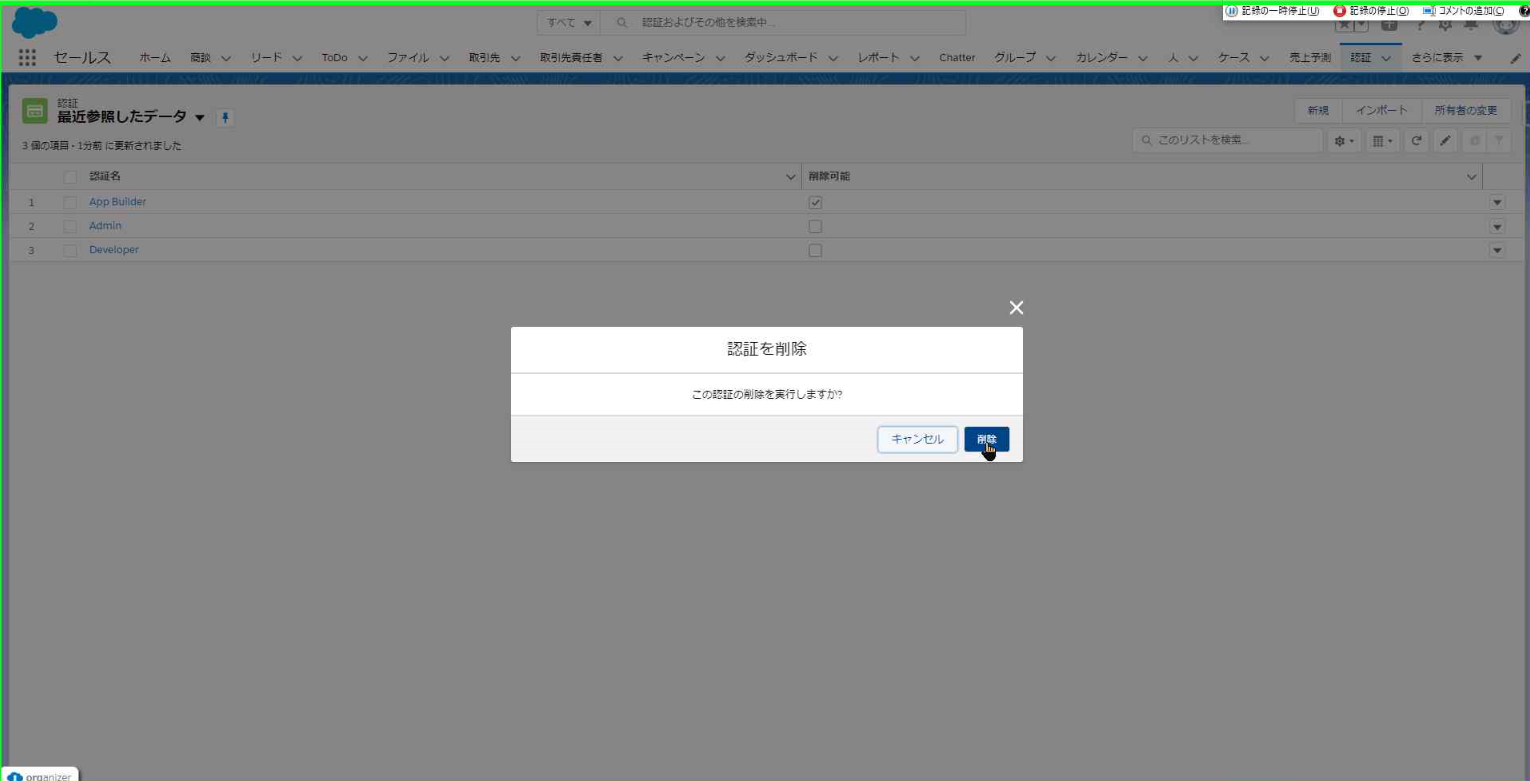 記録の一時停止(U) 記録の停止(O) コメントの追加(C)
すべて 認証およびその他を検索中...
セールス ホーム 商談 リード ToDo ファイル 取引先 取引先責任者 キャンペーン ダッシュボード レポート Chatter グループ カレンダー 人 ケース 売上予測 認証 さらに表示
認証
最近参照したデータ
新規 インポート 所有者の変更
3 個の項目・1分前 に更新されました
このリストを検索...
認証名 削除可能
1 App Builder
2 Admin
3 Developer
認証を削除
この認証の削除を実行しますか?
キャンセル 削除
organizer